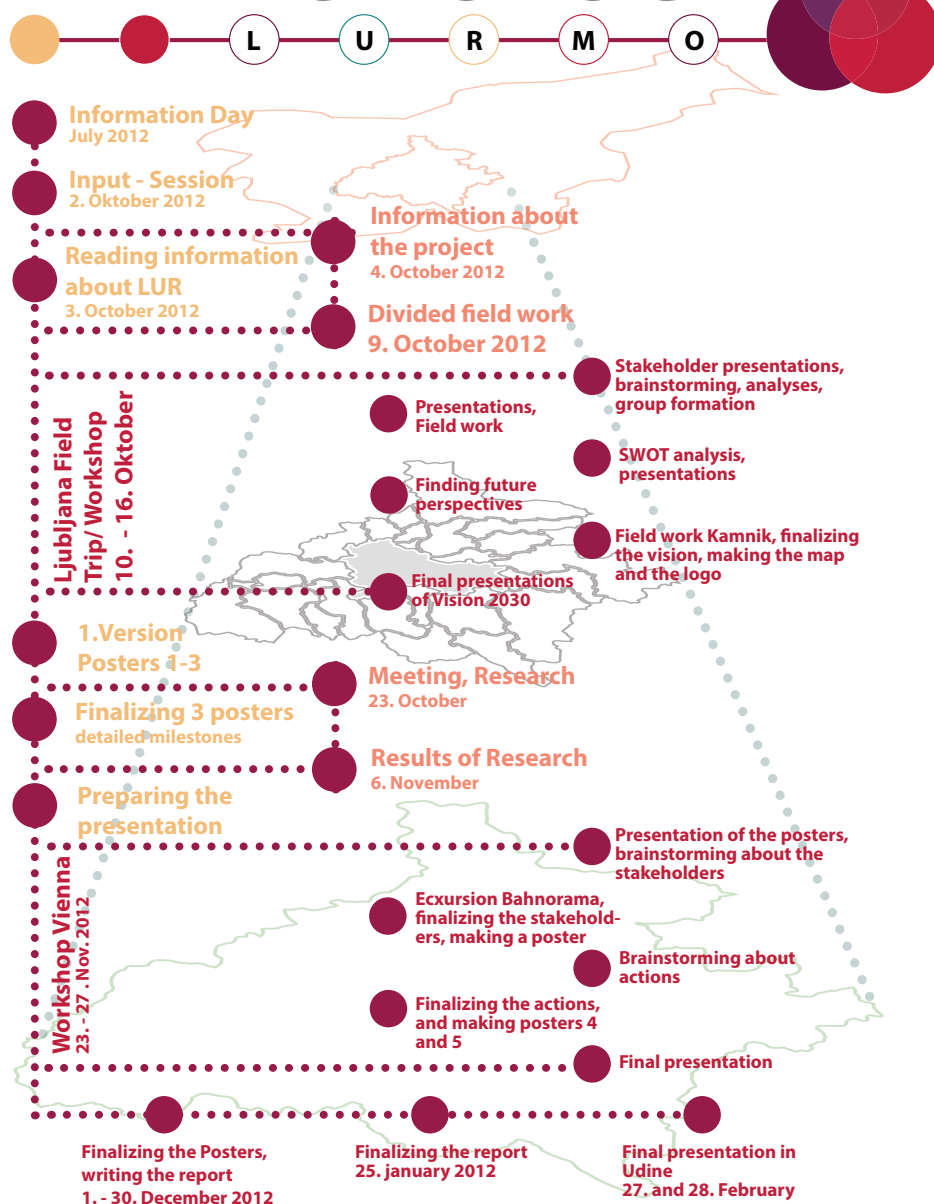 L U R M O
Information Day
July 2012
Input - Session
2. Oktober 2012
Information about
the project
4. October 2012
Reading information
about LUR
3. October 2012
Divided field work
9. October 2012
Ljubljana Field
Trip/ Workshop
10. - 16. Oktober
Stakeholder presentations,
brainstorming, analyses,
group formation
Presentations,
Field work
SWOT analysis,
presentations
Finding future
perspectives
Field work Kamnik, finalizing
the vision, making the map
and the logo
Final presentations
of Vision 2030
1.Version
Posters 1-3
Meeting, Research
23. October
Finalizing 3 posters
detailed milestones
Results of Research
6. November
Preparing the
presentation
Workshop Vienna
23. - 27 . Nov. 2012
Presentation of the posters,
brainstorming about the
stakeholders
Ecxursion Bahnorama,
finalizing the stakehold-
ers, making a poster
Brainstorming about
actions
Finalizing the actions,
and making posters 4
and 5
Final presentation
Finalizing the Posters,
writing the report
1. - 30. December 2012
Finalizing the report
25. january 2012
Final presentation in
Udine
27. and 28. February